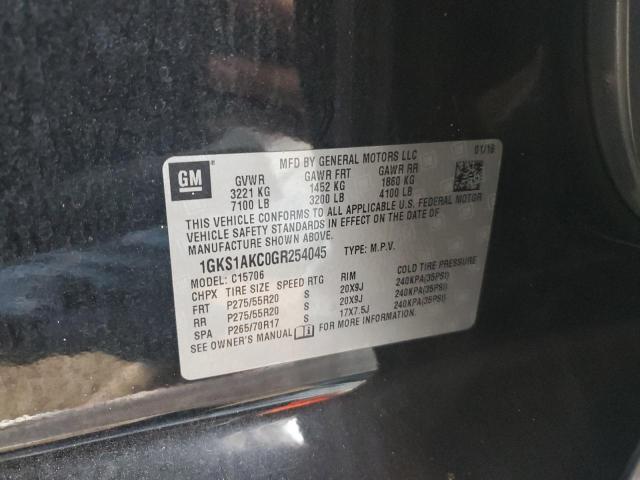 GM
MFD BY GENERAL MOTORS LLC 01/16
GVWR GAWR FRT GAWR RR
3221 KG 1452 KG 1860 KG
7100 LB 3200 LB 4100 LB
THIS VEHICLE CONFORMS TO ALL APPLICABLE U.S. FEDERAL MOTOR
VEHICLE SAFETY STANDARDS IN EFFECT ON THE DATE OF
MANUFACTURE SHOWN ABOVE.
1GKS1AKC0GR254045 TYPE: M.P.V.
MODEL: C15706
CHPX TIRE SIZE SPEED RTG RIM COLD TIRE PRESSURE
FRT P275/55R20 S 20X9J 240KPA(35PSI)
RR P275/55R20 S 20X9J 240KPA(35PSI)
SPA P265/70R17 S 17X7.5J 240KPA(35PSI)
SEE OWNER'S MANUAL FOR MORE INFORMATION.